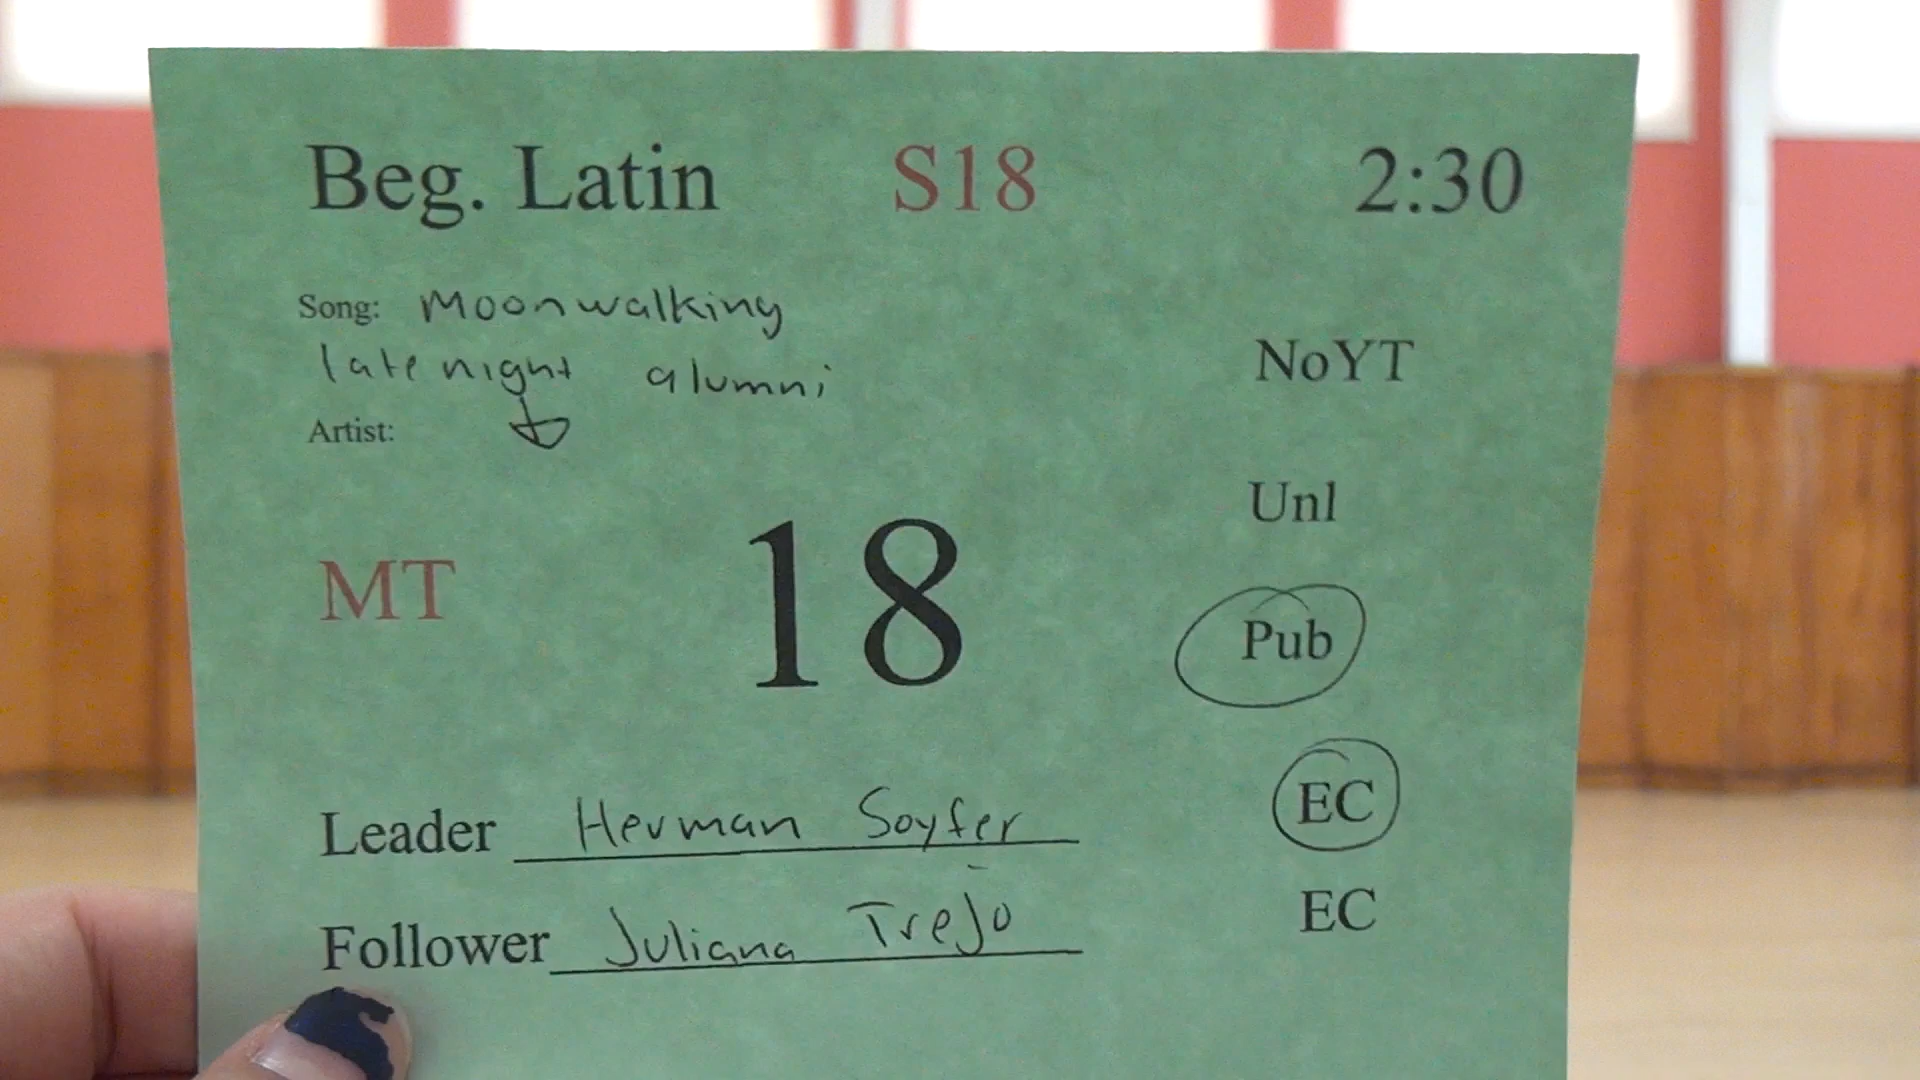 Beg. Latin S18 2:30
Song: Moonwalking
late night alumni
NoYT
Artist:
Unl
MT 18
Pub
EC
Leader Herman Soyfer
EC
Follower Juliana Trejo